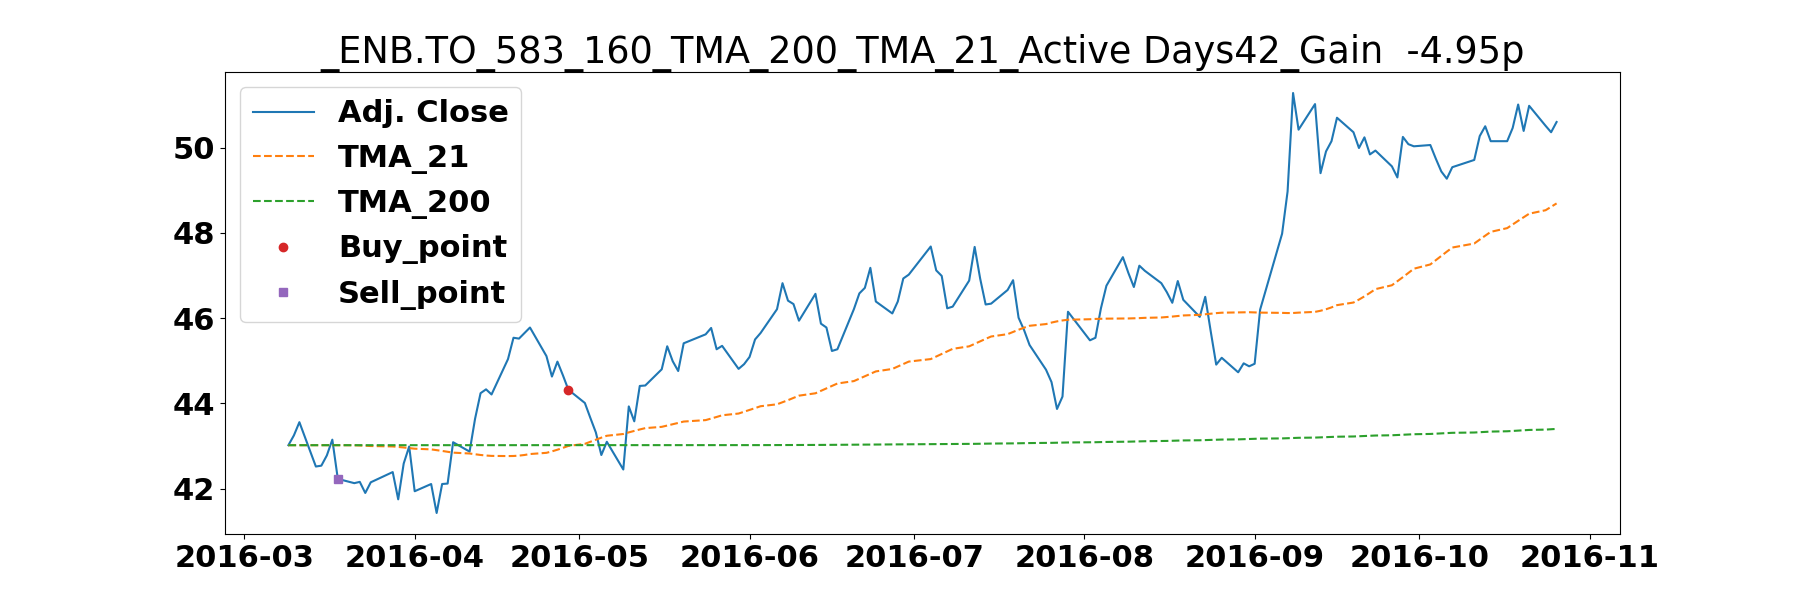 _ENB.TO_583_160_TMA_200_TMA_21_Active Days42_Gain  -4.95p
Adj. Close
TMA_21
TMA_200
Buy_point
Sell_point
50
48
46
44
42
2016-03 2016-04 2016-05 2016-06 2016-07 2016-08 2016-09 2016-10 2016-11